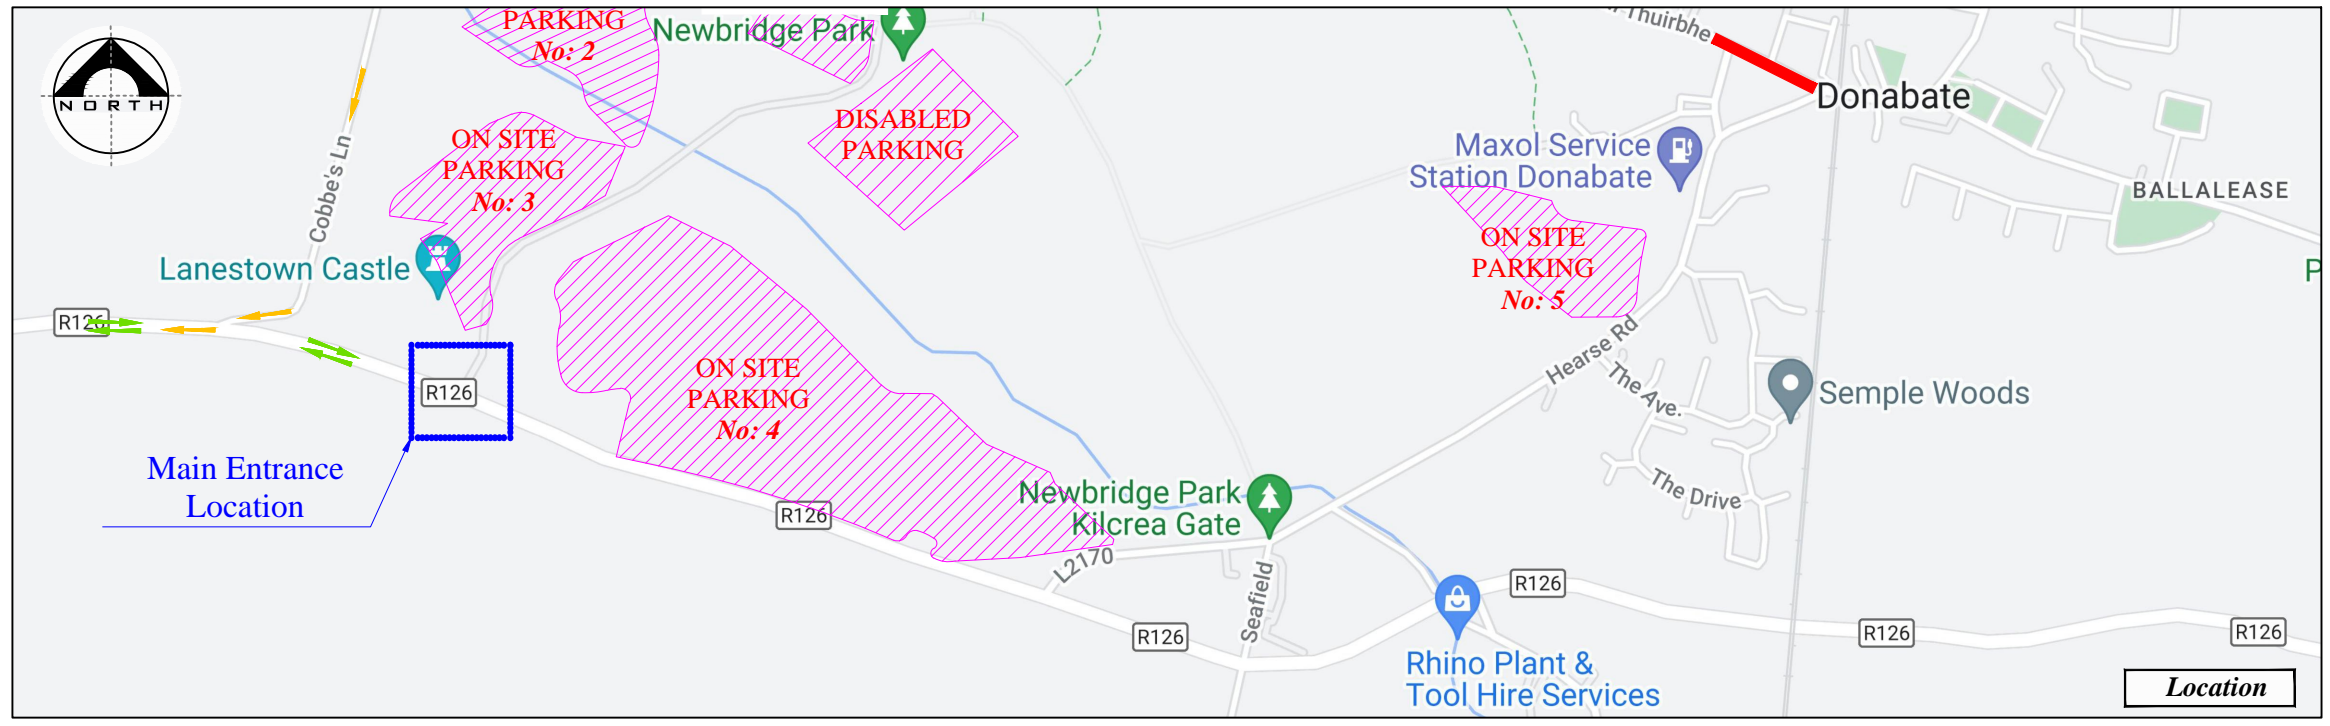 PARKING
No: 2
Newbridge Park
Thuirbhe
NORTH
Donabate
DISABLED
PARKING
ON SITE
PARKING
No: 3
Cobbe's Ln
Maxol Service
Station Donabate
BALLALEASE
Lanestown Castle
ON SITE
PARKING
No: 5
P
R126
Hearse Rd
R126
ON SITE
PARKING
No: 4
The Ave.
Semple Woods
Main Entrance
Location
The Drive
Newbridge Park
Kilcrea Gate
R126
L2170
Seafield
R126
R126
R126
R126
Rhino Plant &
Tool Hire Services
Location